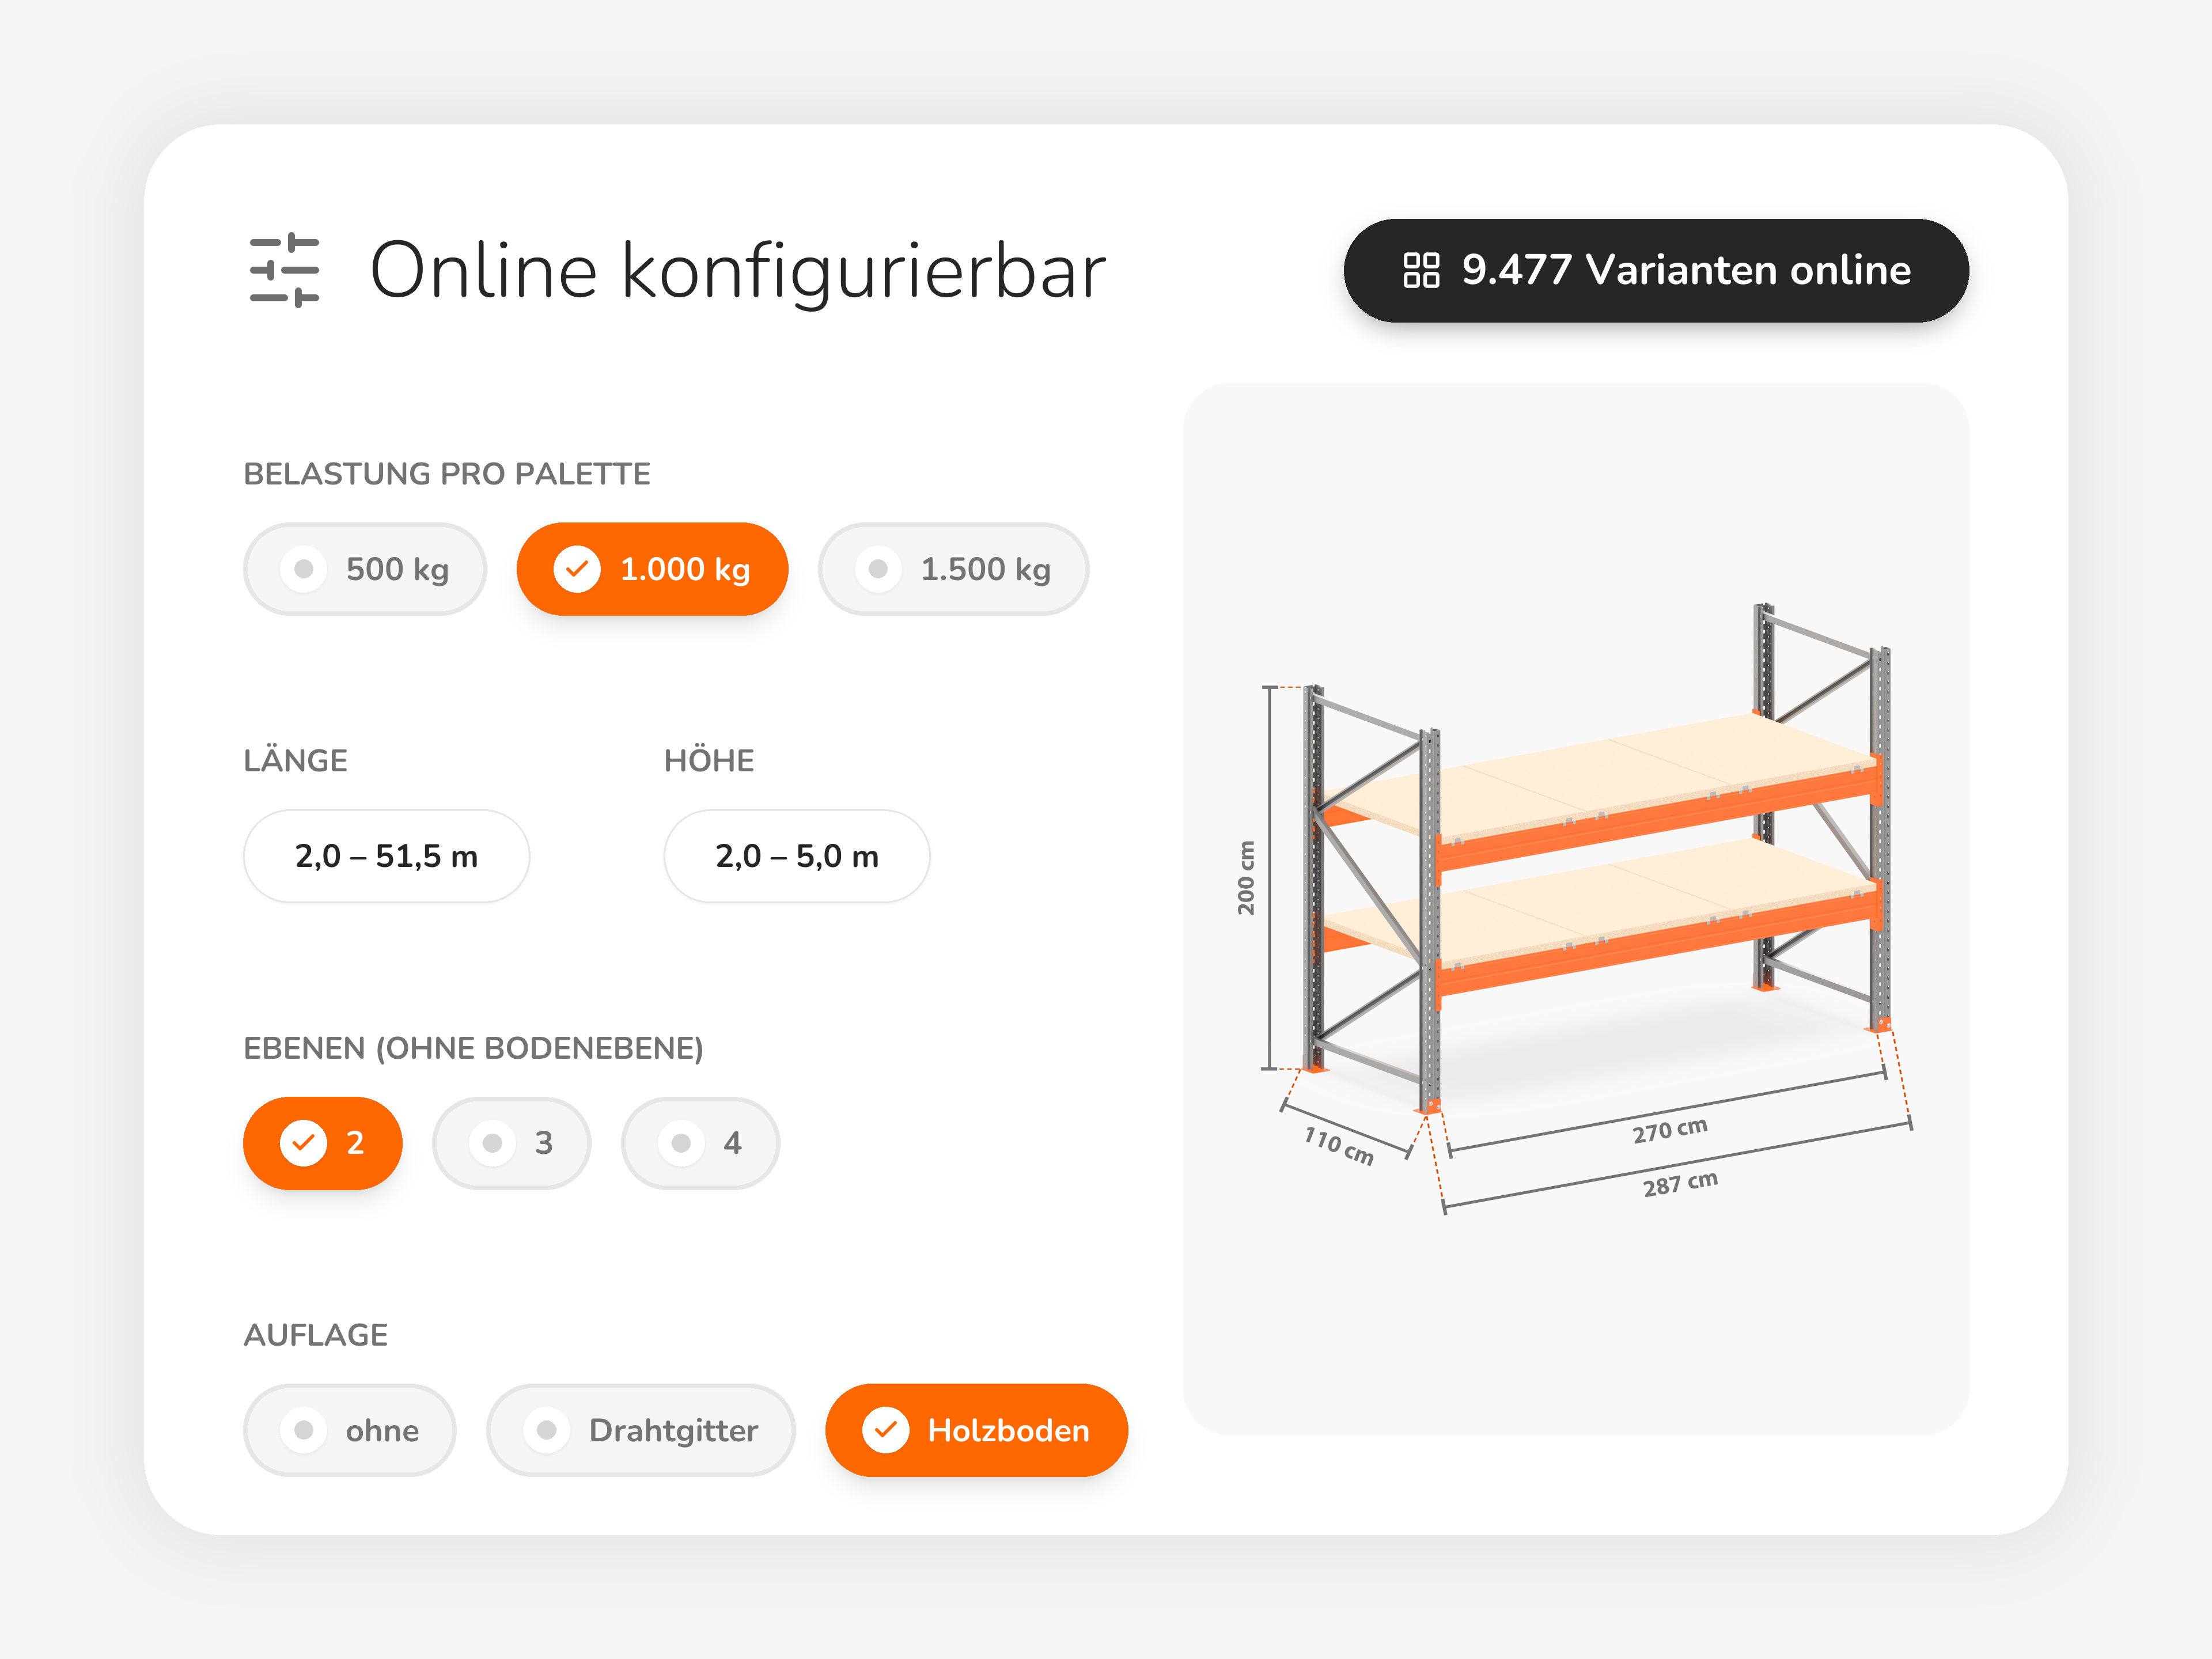 Online konfigurierbar
9.477 Varianten online
BELASTUNG PRO PALETTE
500 kg
1.000 kg
1.500 kg
LÄNGE
HÖHE
2,0 – 51,5 m
2,0 – 5,0 m
EBENEN (OHNE BODENEBENE)
2
3
4
AUFLAGE
ohne
Drahtgitter
Holzboden
200 cm
110 cm
270 cm
287 cm